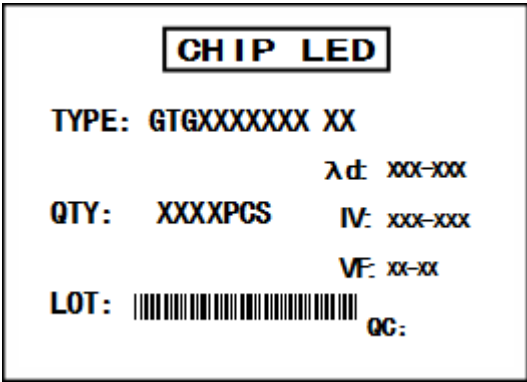 CHIP LED
TYPE: GTGXXXXXXX XX
λd: XXX-XXX
QTY: XXXXPCS
IV: XXX-XXX
VF: XX-XX
LOT:
QC: